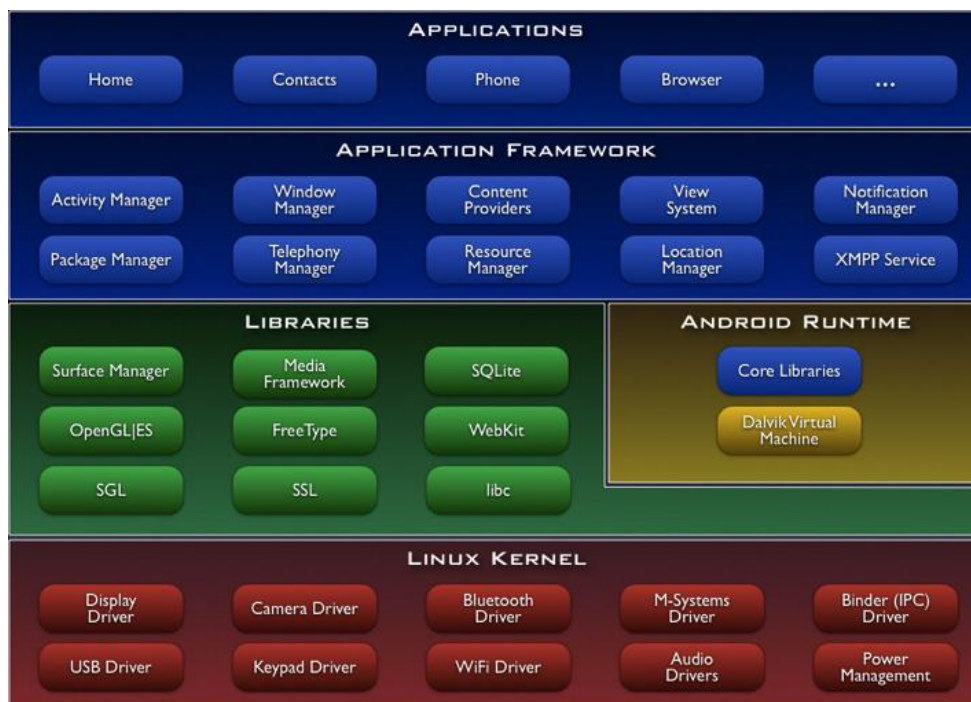 APPLICATIONS
Home
Contacts
Phone
Browser
...
APPLICATION FRAMEWORK
Activity Manager
Window
Manager
Content
Providers
View
System
Notification
Manager
Package Manager
Telephony
Manager
Resource
Manager
Location
Manager
XMPP Service
LIBRARIES
Surface Manager
Media
Framework
SQLite
OpenGL|ES
FreeType
WebKit
SGL
SSL
libc
ANDROID RUNTIME
Core Libraries
Dalvik Virtual
Machine
LINUX KERNEL
Display
Driver
Camera Driver
Bluetooth
Driver
M-Systems
Driver
Binder (IPC)
Driver
USB Driver
Keypad Driver
WiFi Driver
Audio
Drivers
Power
Management